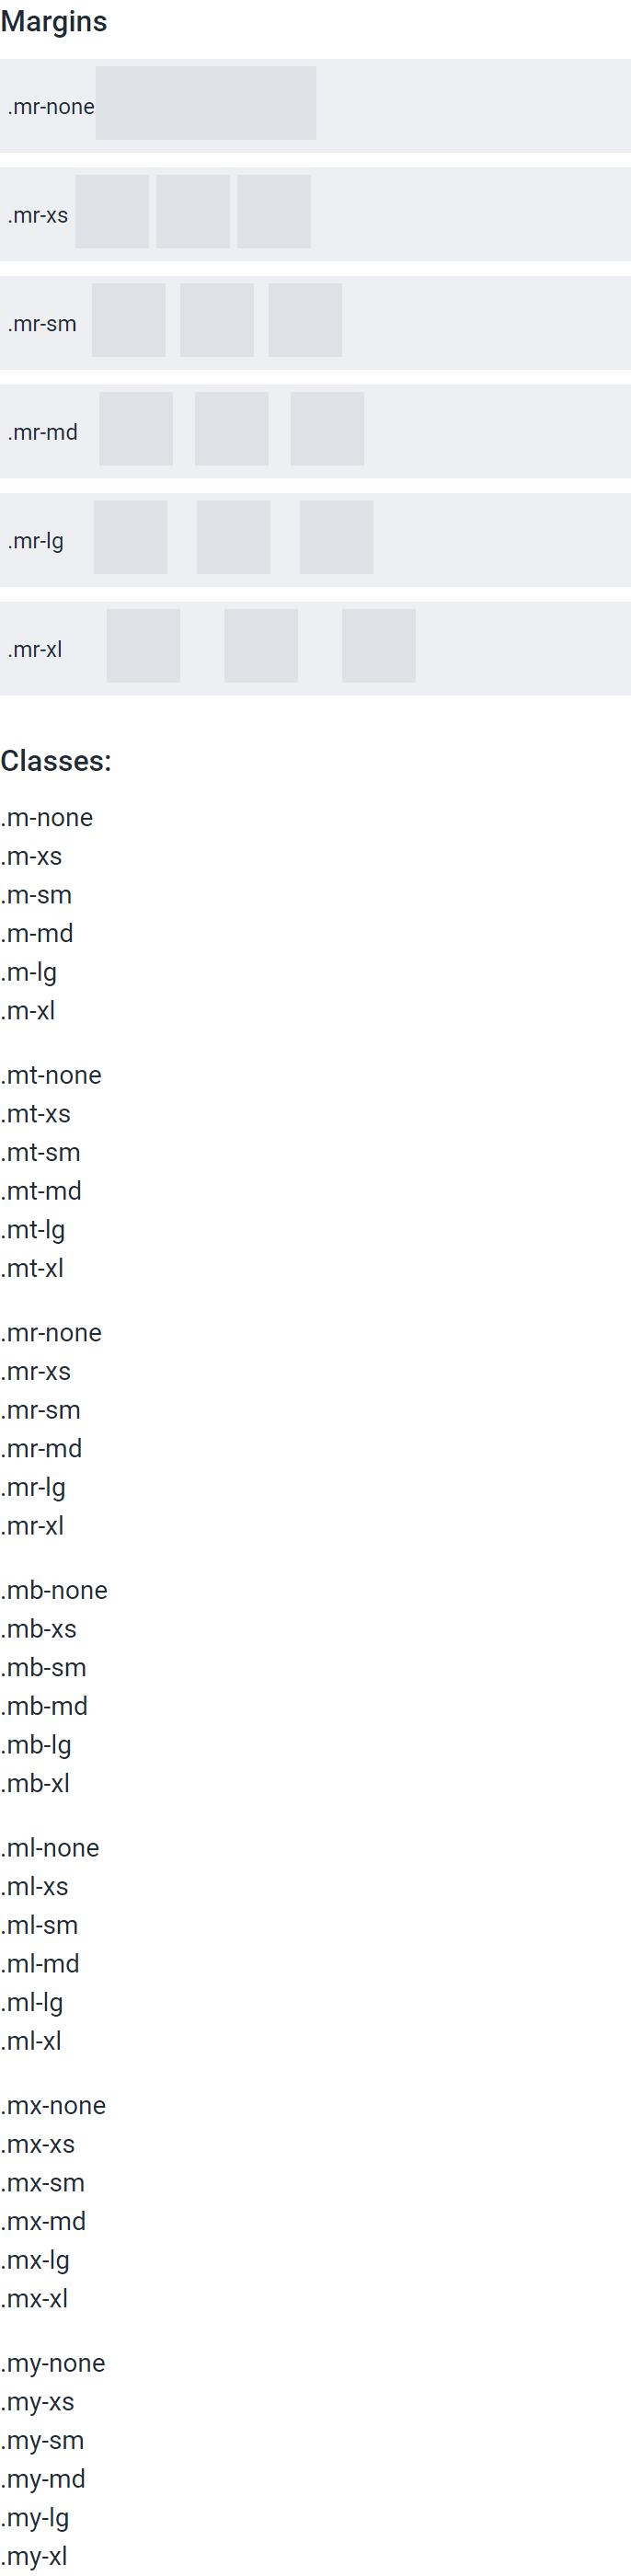 Margins
.mr-none
.mr-xs
.mr-sm
.mr-md
.mr-lg
.mr-xl
Classes:
.m-none
.m-xs
.m-sm
.m-md
.m-lg
.m-xl
.mt-none
.mt-xs
.mt-sm
.mt-md
.mt-lg
.mt-xl
.mr-none
.mr-xs
.mr-sm
.mr-md
.mr-lg
.mr-xl
.mb-none
.mb-xs
.mb-sm
.mb-md
.mb-lg
.mb-xl
.ml-none
.ml-xs
.ml-sm
.ml-md
.ml-lg
.ml-xl
.mx-none
.mx-xs
.mx-sm
.mx-md
.mx-lg
.mx-xl
.my-none
.my-xs
.my-sm
.my-md
.my-lg
.my-xl